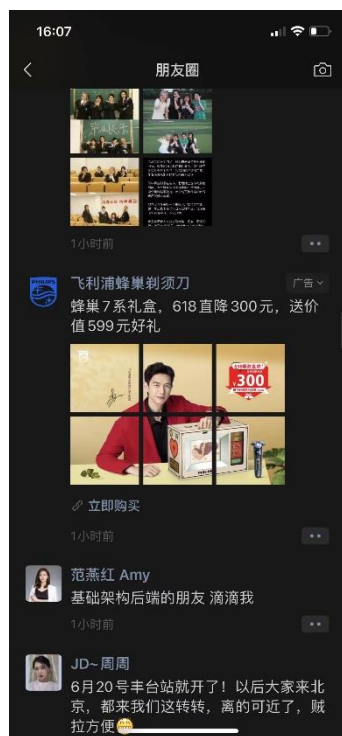 16:07
朋友圈
毕业快乐
1小时前
PHILIPS
飞利浦蜂巢剃须刀
广告
蜂巢7系礼盒，618直降300元，送价
值599元好礼
¥300
立即购买
1小时前
范燕红 Amy
基础架构后端的朋友 滴滴我
1小时前
JD~周周
6月20号丰台站就开了！以后大家来北
京，都来我们这转转，离的可近了，贼
拉方便😁